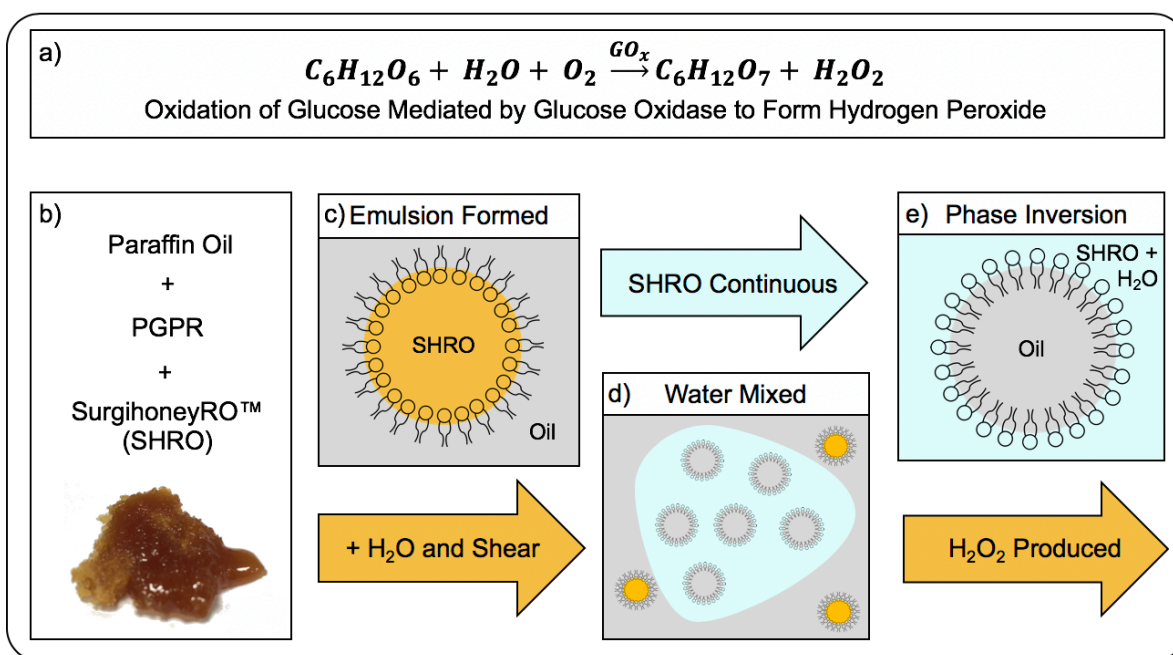 a)
C₆H₁₂O₆ + H₂O + O₂ —GOₓ→ C₆H₁₂O₇ + H₂O₂
Oxidation of Glucose Mediated by Glucose Oxidase to Form Hydrogen Peroxide
b)
Paraffin Oil
+
PGPR
+
SurgihoneyRO™
(SHRO)
c) Emulsion Formed
SHRO
Oil
SHRO Continuous
+ H₂O and Shear
d) Water Mixed
e) Phase Inversion
SHRO +
H₂O
Oil
H₂O₂ Produced